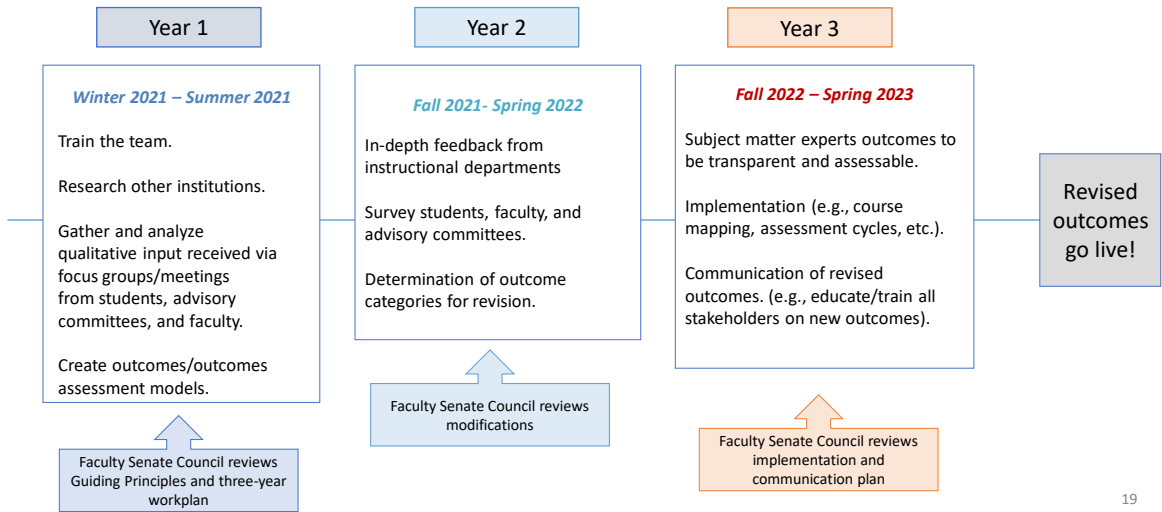 Year 1
Winter 2021 – Summer 2021
Train the team.
Research other institutions.
Gather and analyze
qualitative input received via
focus groups/meetings
from students, advisory
committees, and faculty.
Create outcomes/outcomes
assessment models.
Faculty Senate Council reviews
Guiding Principles and three-year
workplan
Year 2
Fall 2021- Spring 2022
In-depth feedback from
instructional departments
Survey students, faculty, and
advisory committees.
Determination of outcome
categories for revision.
Faculty Senate Council reviews
modifications
Year 3
Fall 2022 – Spring 2023
Subject matter experts outcomes to
be transparent and assessable.
Implementation (e.g., course
mapping, assessment cycles, etc.).
Communication of revised
outcomes. (e.g., educate/train all
stakeholders on new outcomes).
Faculty Senate Council reviews
implementation and
communication plan
Revised
outcomes
go live!
19